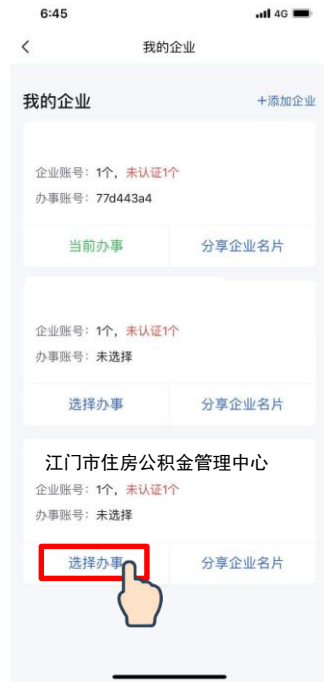 6:45 4G
我的企业
我的企业 +添加企业
企业账号：1个，未认证1个
办事账号：77d443a4
当前办事 分享企业名片
企业账号：1个，未认证1个
办事账号：未选择
选择办事 分享企业名片
江门市住房公积金管理中心
企业账号：1个，未认证1个
办事账号：未选择
选择办事 分享企业名片